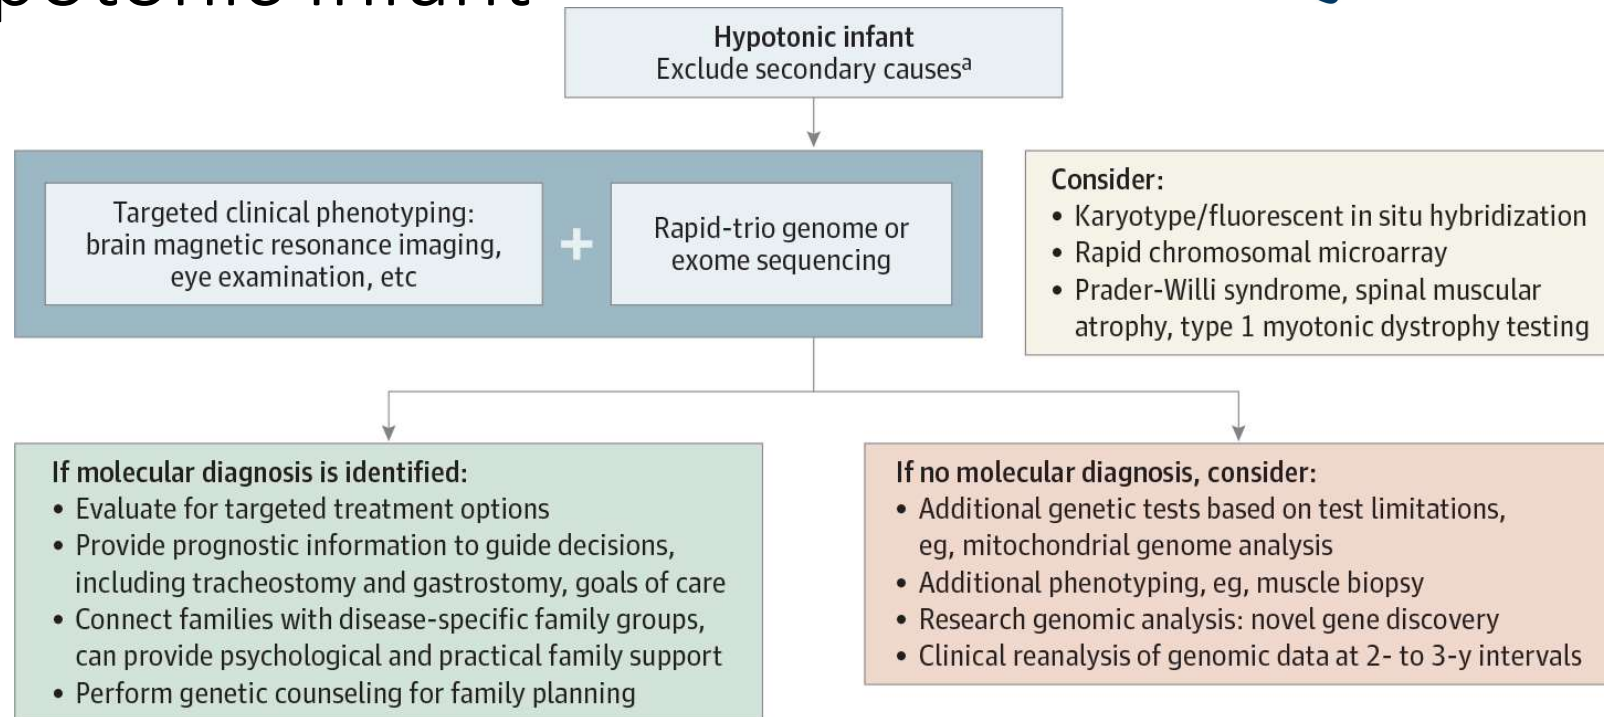 infant
Hypotonic infant
Exclude secondary causesᵃ
Targeted clinical phenotyping:
brain magnetic resonance imaging,
eye examination, etc
+
Rapid-trio genome or
exome sequencing
Consider:
• Karyotype/fluorescent in situ hybridization
• Rapid chromosomal microarray
• Prader-Willi syndrome, spinal muscular
atrophy, type 1 myotonic dystrophy testing
If molecular diagnosis is identified:
• Evaluate for targeted treatment options
• Provide prognostic information to guide decisions,
including tracheostomy and gastrostomy, goals of care
• Connect families with disease-specific family groups,
can provide psychological and practical family support
• Perform genetic counseling for family planning
If no molecular diagnosis, consider:
• Additional genetic tests based on test limitations,
eg, mitochondrial genome analysis
• Additional phenotyping, eg, muscle biopsy
• Research genomic analysis: novel gene discovery
• Clinical reanalysis of genomic data at 2- to 3-y intervals